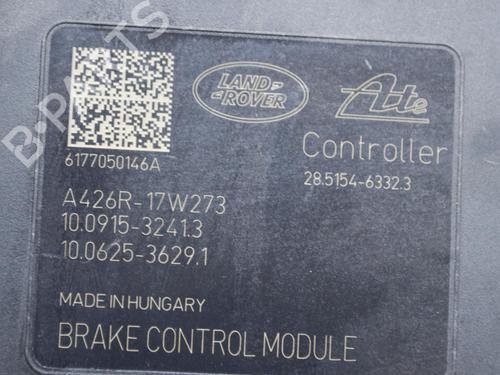 LAND
ROVER
Ate
6177050146A
Controller
28.5154-6332.3
A426R-17W273
10.0915-3241.3
10.0625-3629.1
MADE IN HUNGARY
BRAKE CONTROL MODULE
B-PARTS